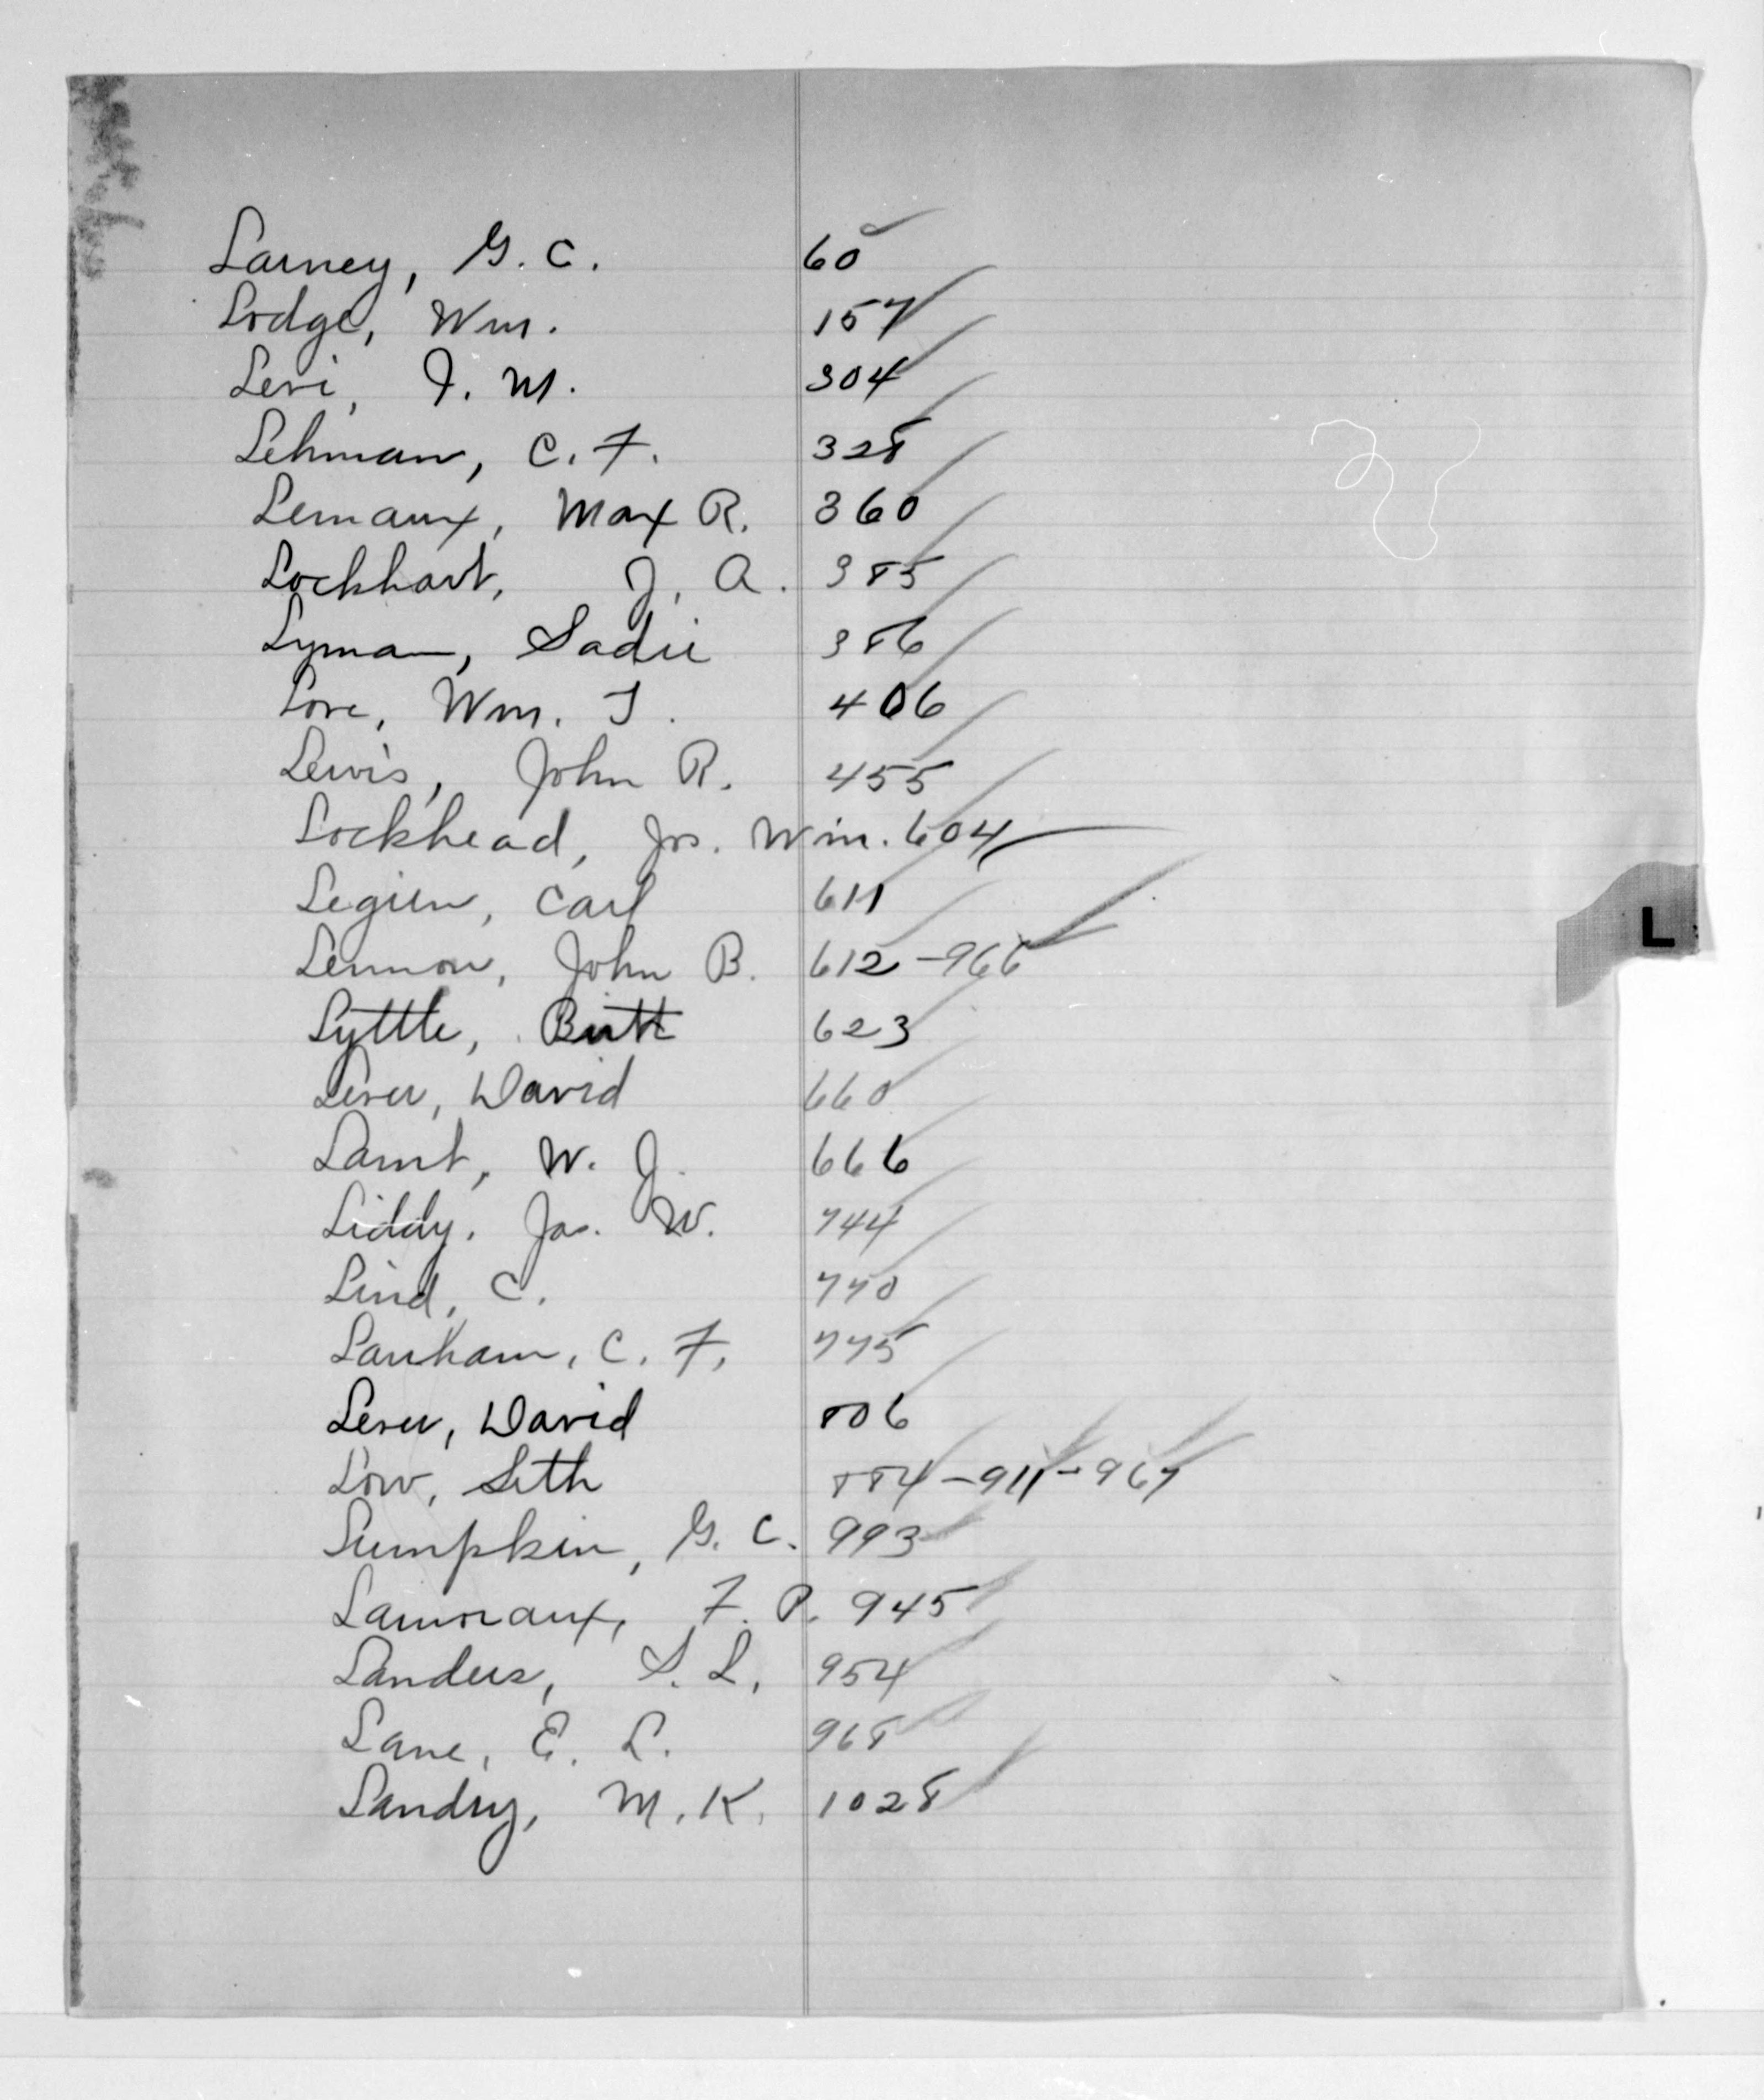 Larney, G. C. 60
Lodge, Wm. 157
Levi, J. M. 304
Lehman, C. F. 328
Lemaux, Max R. 360
Lockhart, J. A. 385
Lyman, Sadie 386
Love, Wm. J. 406
Lewis, John R. 455
Lockhead, Jos. Wm. 604
Legien, Carl 611
Lennon, John B. 612-966
Lyttle, 623
Lever, David 660
Lamb, W. J. 666
Liddy, Jas. W. 744
Lind, C. 770
Lanham, C. F. 775
Lever, David 806
Low, Seth 884-911-967
Lumpkin, G. C. 993
Lamoraux, F. P. 945
Landers, S. L. 954
Lane, E. L. 968
Landry, M. K. 1028
L